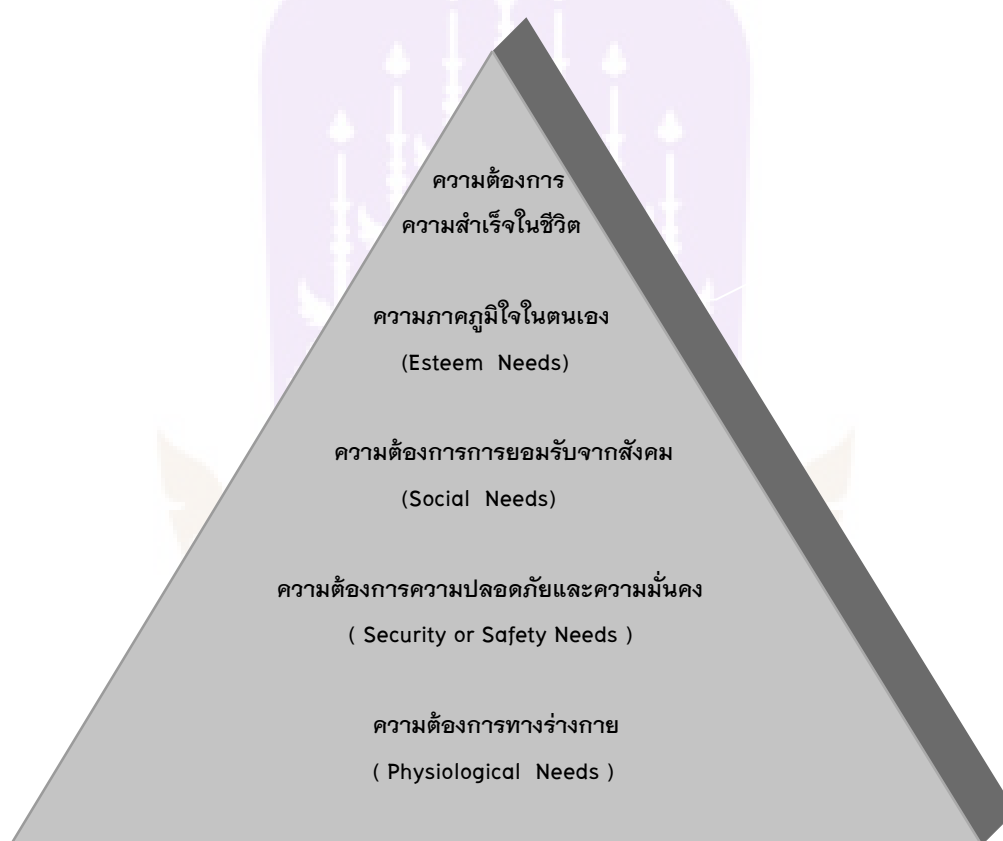 ความต้องการ
ความสำเร็จในชีวิต
ความภาคภูมิใจในตนเอง
(Esteem Needs)
ความต้องการการยอมรับจากสังคม
(Social Needs)
ความต้องการความปลอดภัยและความมั่นคง
( Security or Safety Needs )
ความต้องการทางร่างกาย
( Physiological Needs )